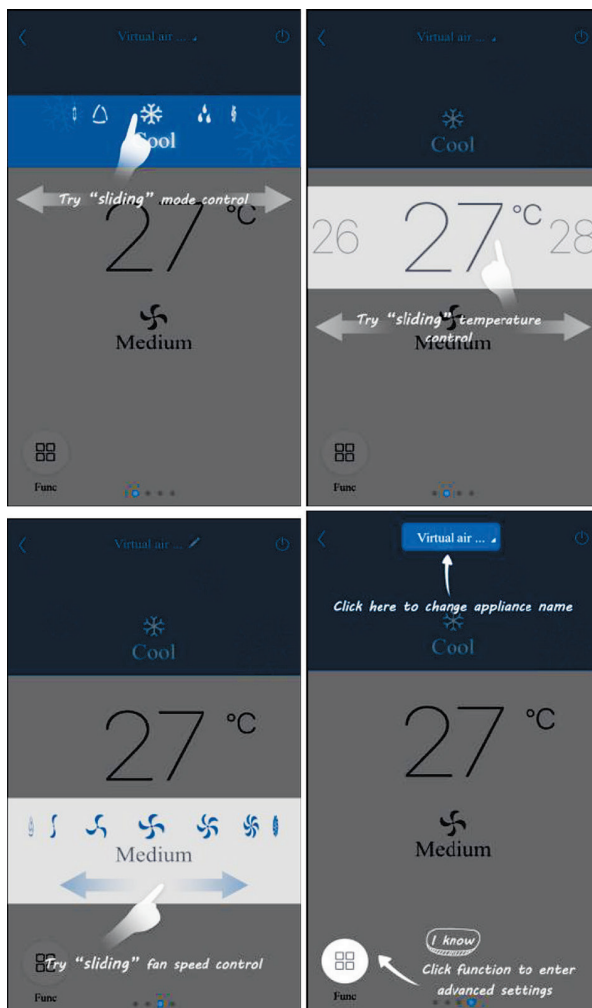 Virtual air ...
Cool
Try “sliding” mode control
27 °C
Medium
Func
Virtual air ...
Cool
26 27 °C 28
Try “sliding” temperature
control
Medium
Func
Virtual air ...
Cool
27 °C
Medium
Try “sliding” fan speed control
Func
Virtual air ...
Click here to change appliance name
Cool
27 °C
Medium
I know
Click function to enter
advanced settings
Func